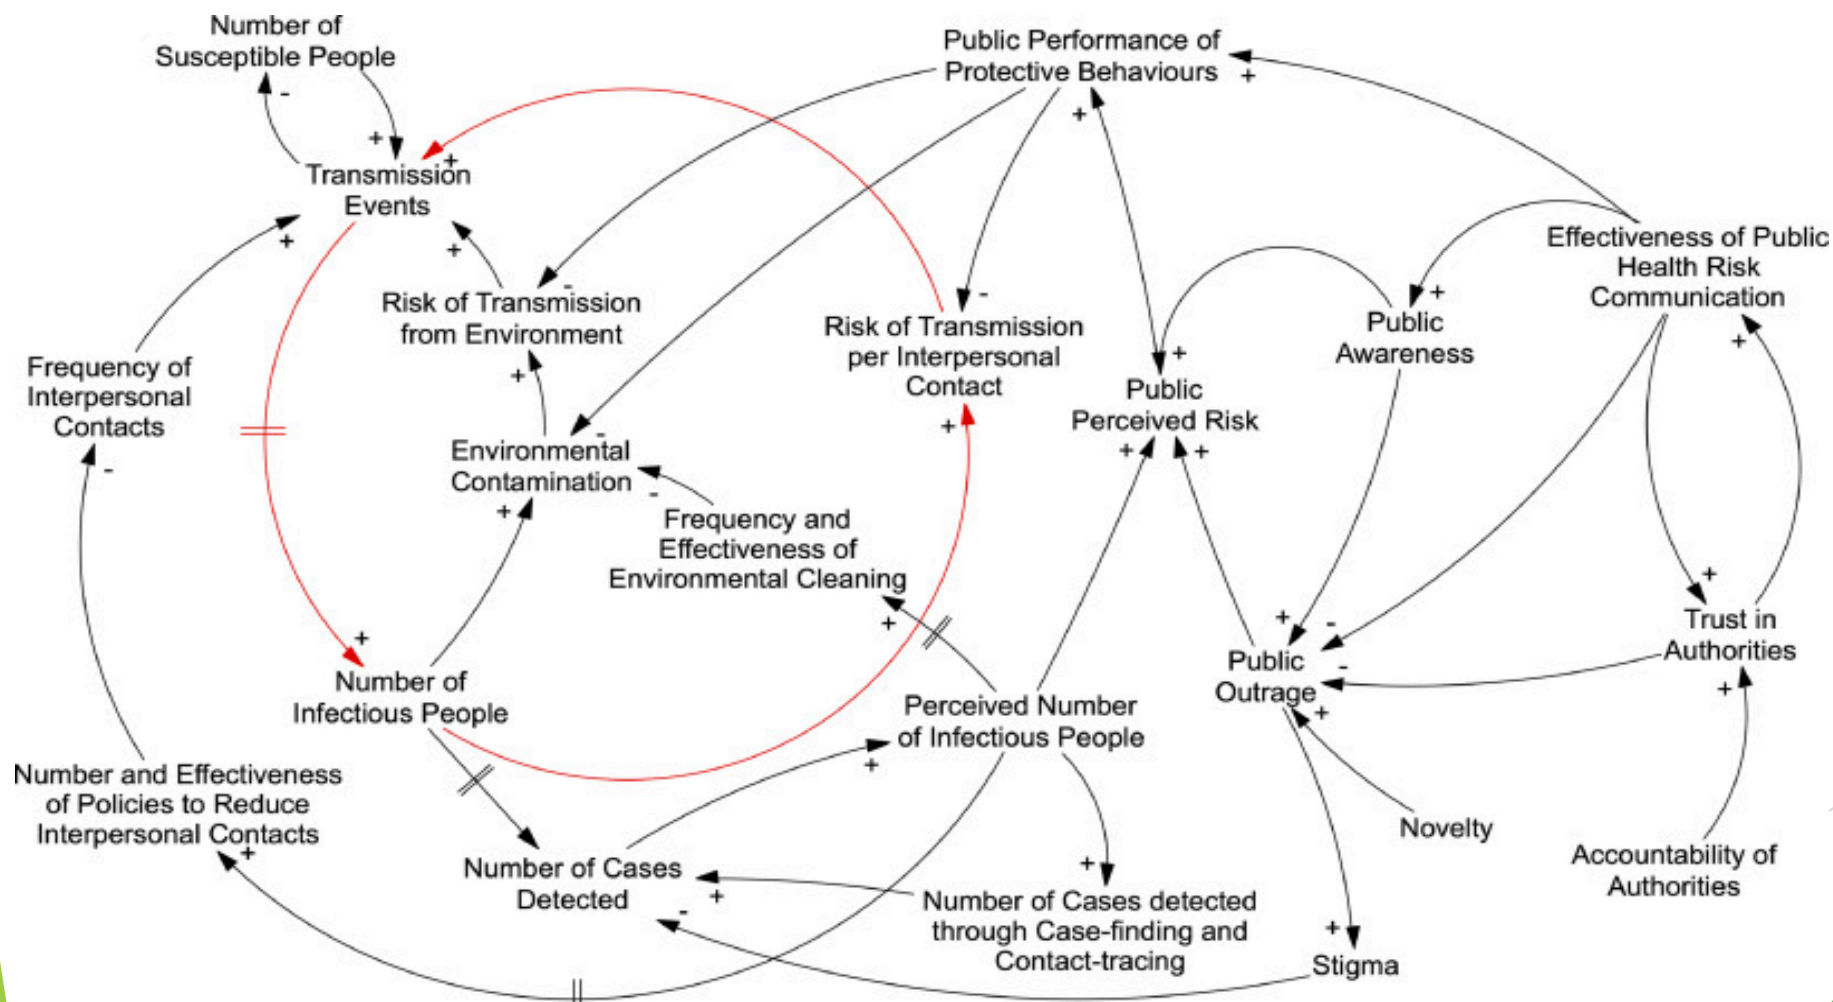 Number of
Susceptible People
-
+
Transmission
Events
+
+
+
Public Performance of
Protective Behaviours
+
+
Effectiveness of Public
Health Risk
Communication
+
Risk of Transmission
from Environment
-
+
Risk of Transmission
per Interpersonal
Contact
-
+
Public
Awareness
+
Frequency of
Interpersonal
Contacts
-
Public
Perceived Risk
+
+
+
Environmental
Contamination
-
-
+
Frequency and
Effectiveness of
Environmental Cleaning
+
Trust in
Authorities
+
+
Public
Outrage
+
-
-
+
Number of
Infectious People
+
Perceived Number
of Infectious People
+
Number and Effectiveness
of Policies to Reduce
Interpersonal Contacts
+
Novelty
Accountability of
Authorities
Number of Cases
Detected
+
-
Number of Cases detected
through Case-finding and
Contact-tracing
+
Stigma
+